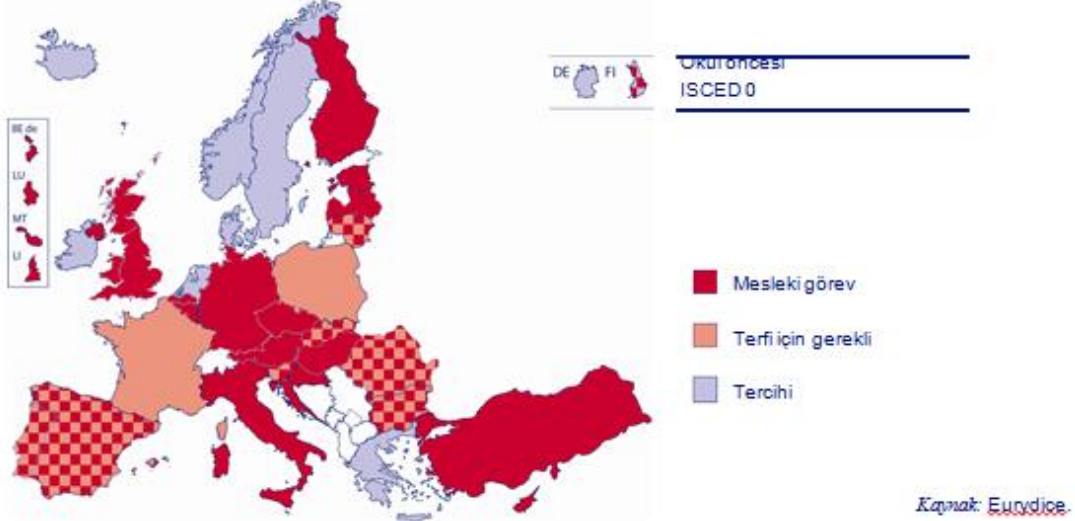 DE FI
Okul öncesi
ISCED 0
BE de
LU
MT
LI
Mesleki görev
Terfi için gerekli
Tercihi
Kaynak: Eurydice.